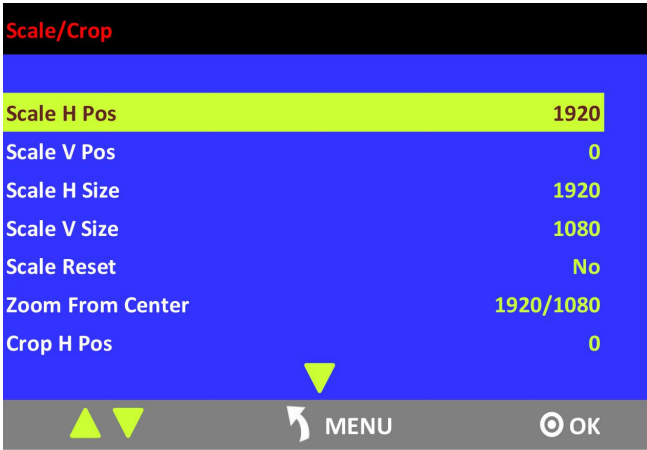 Scale/Crop
Scale H Pos 1920
Scale V Pos 0
Scale H Size 1920
Scale V Size 1080
Scale Reset No
Zoom From Center 1920/1080
Crop H Pos 0
MENU OK